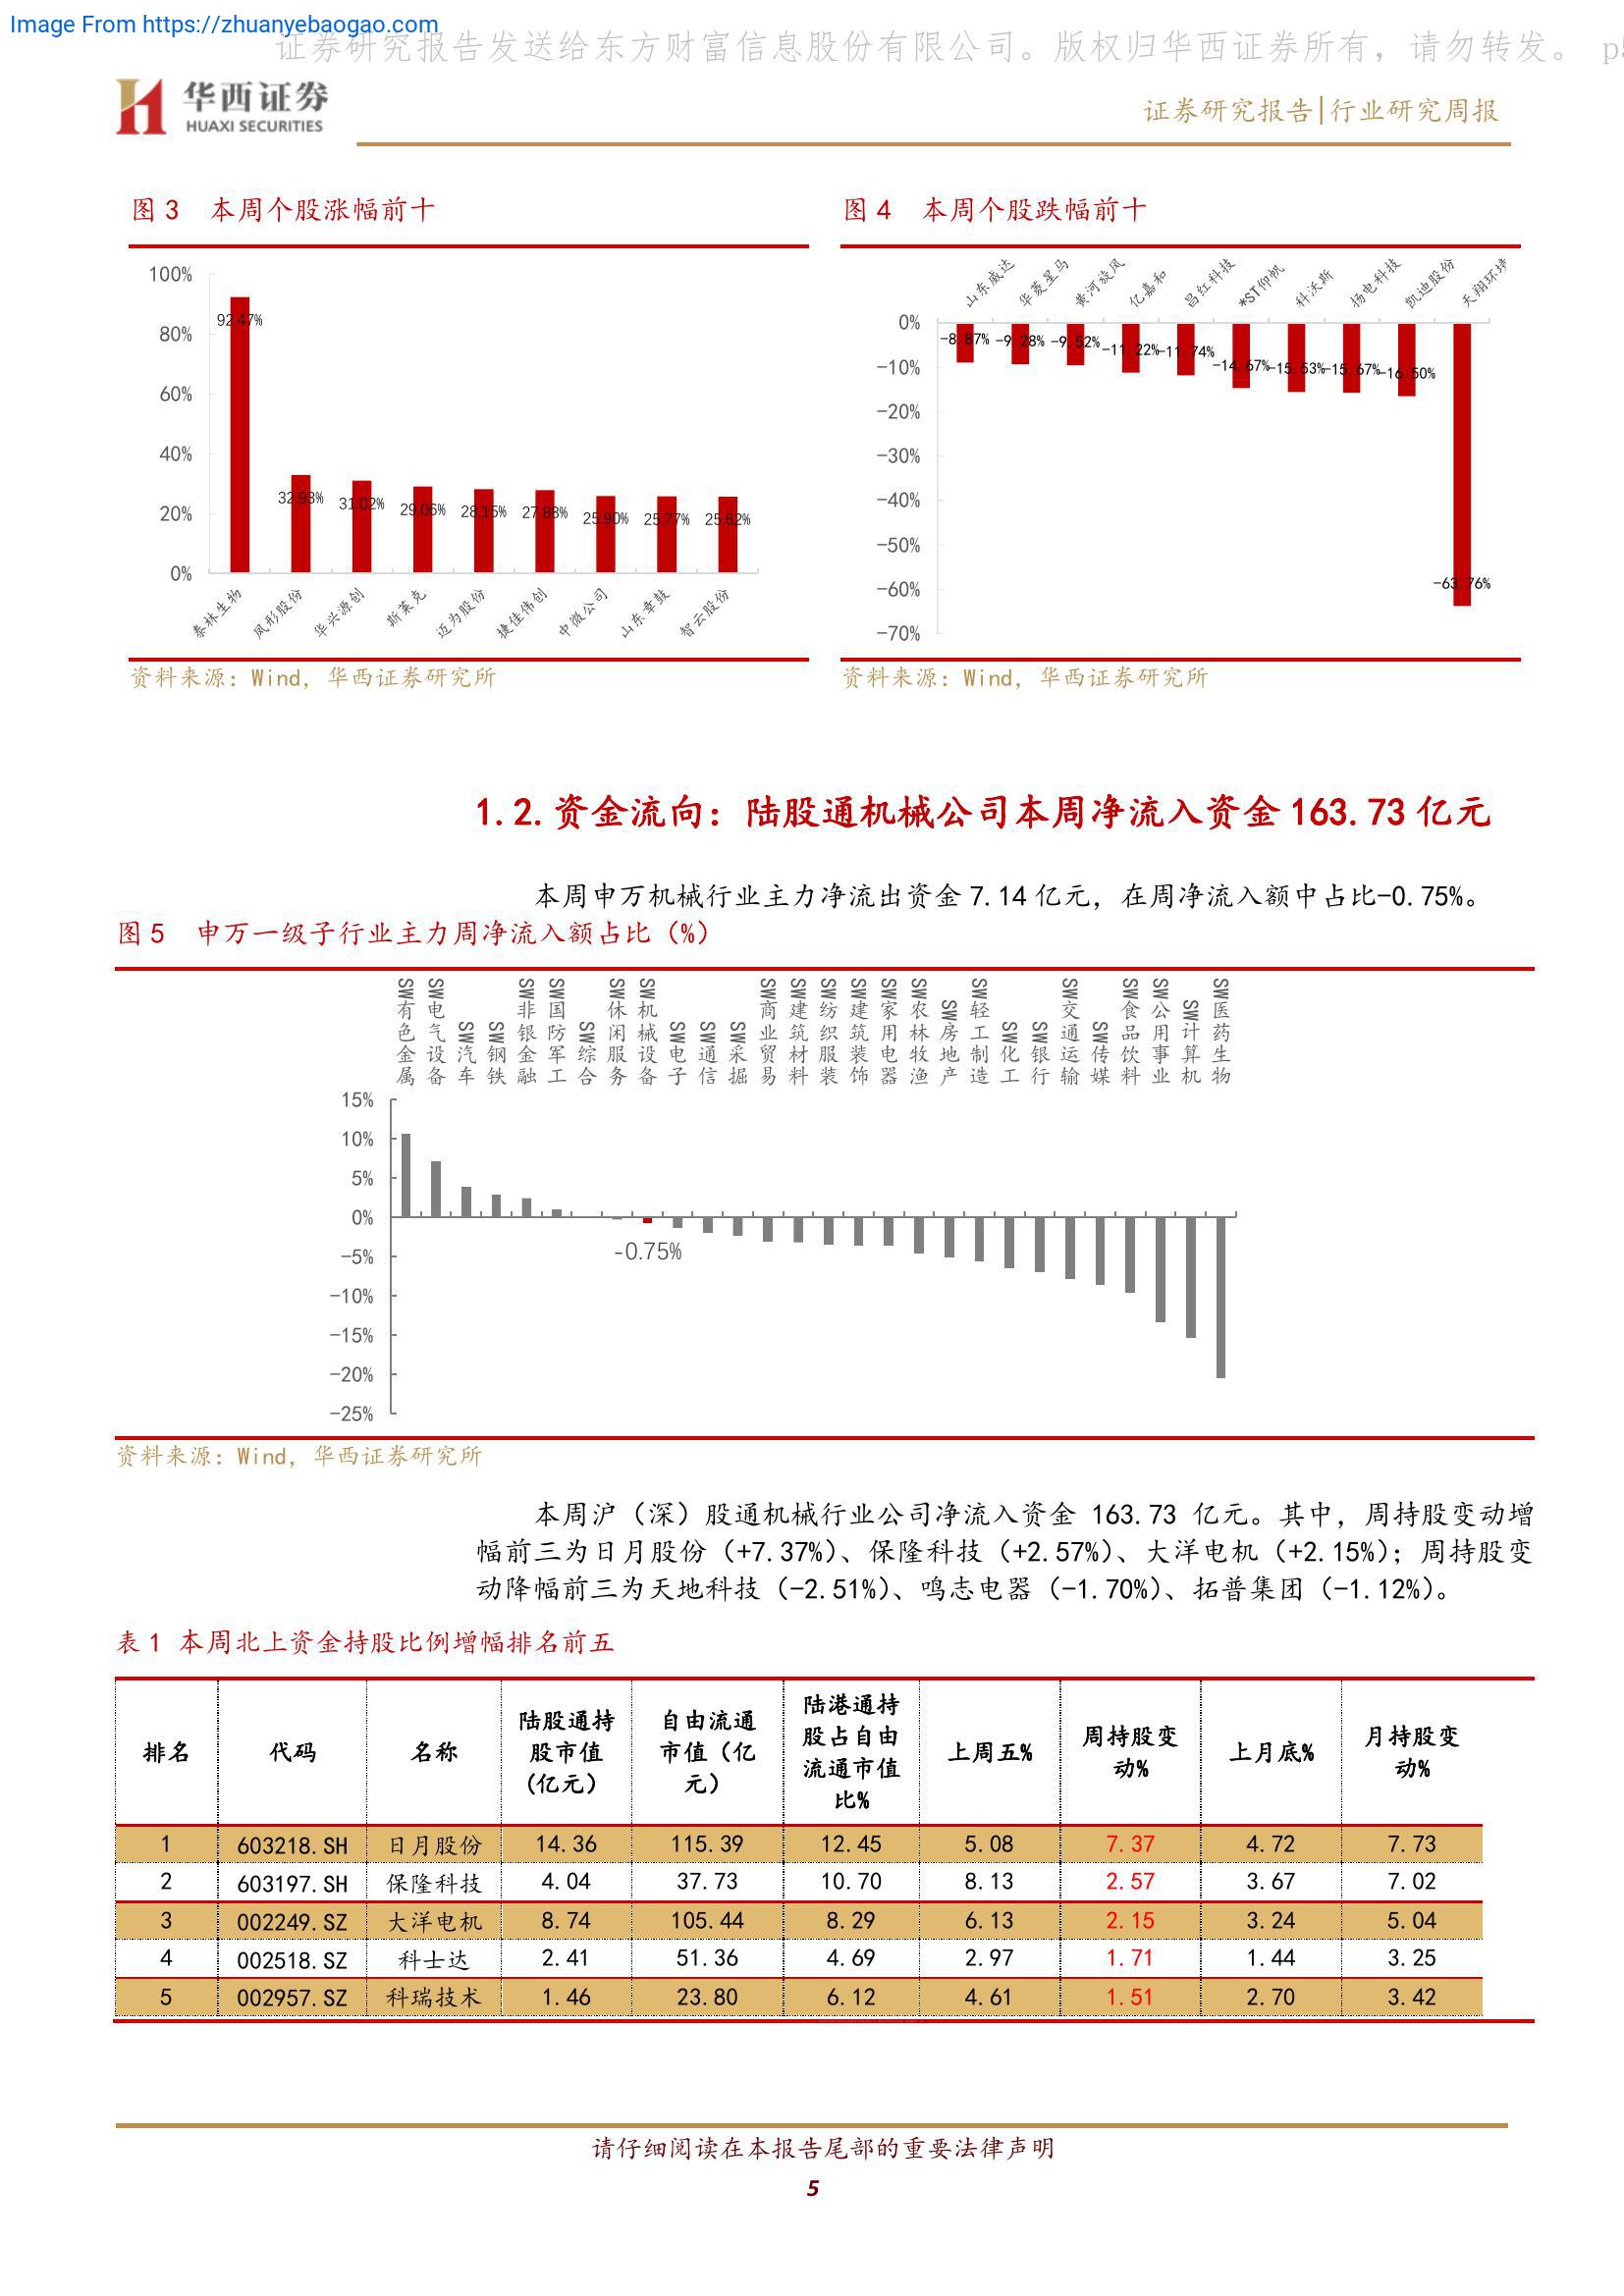 Image From https://zhuanyebaogao.com
证券研究报告发送给东方财富信息股份有限公司。版权归华西证券所有，请勿转发。 p
华西证券
HUAXI SECURITIES
证券研究报告|行业研究周报
图 3 本周个股涨幅前十
100%
80%
60%
40%
20%
0%
92.47%
32.93%
31.02%
29.06%
28.15%
27.88%
25.90%
25.77%
25.62%
泰林生物
风形股份
华兴源创
斯莱克
迈为股份
捷佳伟创
中微公司
山东章鼓
智云股份
资料来源：Wind，华西证券研究所
图 4 本周个股跌幅前十
山东威达
华菱星马
黄河旋风
亿嘉和
昌红科技
*ST仰帆
科沃斯
扬电科技
凯迪股份
天翔环境
0%
-10%
-20%
-30%
-40%
-50%
-60%
-70%
-8.87%
-9.28%
-9.52%
-11.22%
-11.74%
-14.67%
-15.53%
-15.67%
-16.50%
-63.76%
资料来源：Wind，华西证券研究所
1.2.资金流向：陆股通机械公司本周净流入资金 163.73 亿元
本周申万机械行业主力净流出资金 7.14 亿元，在周净流入额中占比-0.75%。
图 5 申万一级子行业主力周净流入额占比（%）
SW有色金属
SW电气设备
SW汽车
SW钢铁
SW非银金融
SW国防军工
SW综合
SW休闲服务
SW机械设备
SW电子
SW通信
SW采掘
SW商业贸易
SW建筑材料
SW纺织服装
SW建筑装饰
SW家用电器
SW农林牧渔
SW房地产
SW轻工制造
SW化工
SW银行
SW交通运输
SW传媒
SW食品饮料
SW公用事业
SW计算机
SW医药生物
15%
10%
5%
0%
-5%
-10%
-15%
-20%
-25%
-0.75%
资料来源：Wind，华西证券研究所
本周沪（深）股通机械行业公司净流入资金 163.73 亿元。其中，周持股变动增
幅前三为日月股份（+7.37%）、保隆科技（+2.57%）、大洋电机（+2.15%）；周持股变
动降幅前三为天地科技（-2.51%）、鸣志电器（-1.70%）、拓普集团（-1.12%）。
表 1 本周北上资金持股比例增幅排名前五
排名 代码 名称 陆股通持股市值(亿元) 自由流通市值（亿元） 陆港通持股占自由流通市值比% 上周五% 周持股变动% 上月底% 月持股变动%
1 603218.SH 日月股份 14.36 115.39 12.45 5.08 7.37 4.72 7.73
2 603197.SH 保隆科技 4.04 37.73 10.70 8.13 2.57 3.67 7.02
3 002249.SZ 大洋电机 8.74 105.44 8.29 6.13 2.15 3.24 5.04
4 002518.SZ 科士达 2.41 51.36 4.69 2.97 1.71 1.44 3.25
5 002957.SZ 科瑞技术 1.46 23.80 6.12 4.61 1.51 2.70 3.42
请仔细阅读在本报告尾部的重要法律声明
5